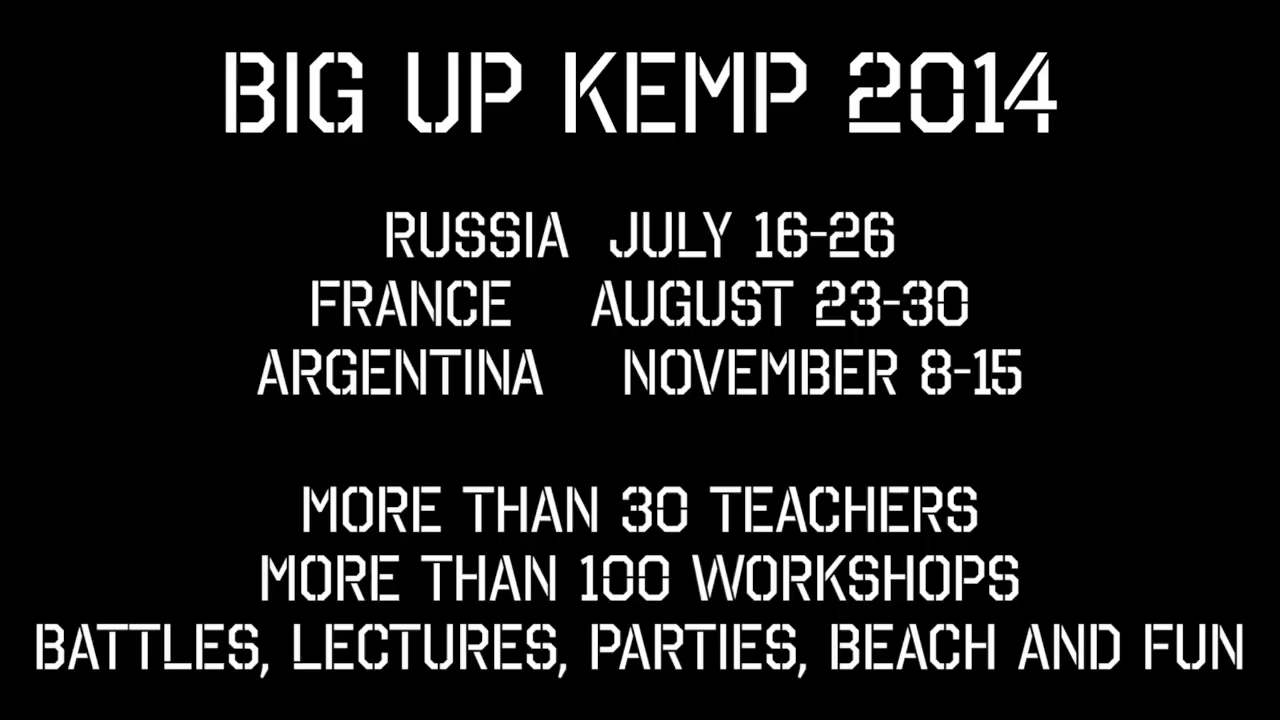 BIG UP KEMP 2014
RUSSIA JULY 16-26
FRANCE AUGUST 23-30
ARGENTINA NOVEMBER 8-15
MORE THAN 30 TEACHERS
MORE THAN 100 WORKSHOPS
BATTLES, LECTURES, PARTIES, BEACH AND FUN